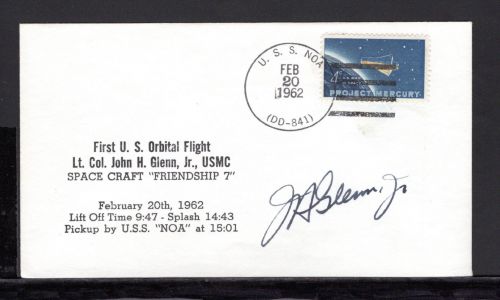 U. S. S. NOA
FEB
20
1962
(DD-841)
4¢
PROJECT MERCURY
First U. S. Orbital Flight
Lt. Col. John H. Glenn, Jr., USMC
SPACE CRAFT "FRIENDSHIP 7"
February 20th, 1962
Lift Off Time 9:47 - Splash 14:43
Pickup by U.S.S. "NOA" at 15:01
JHGlenn, Jr